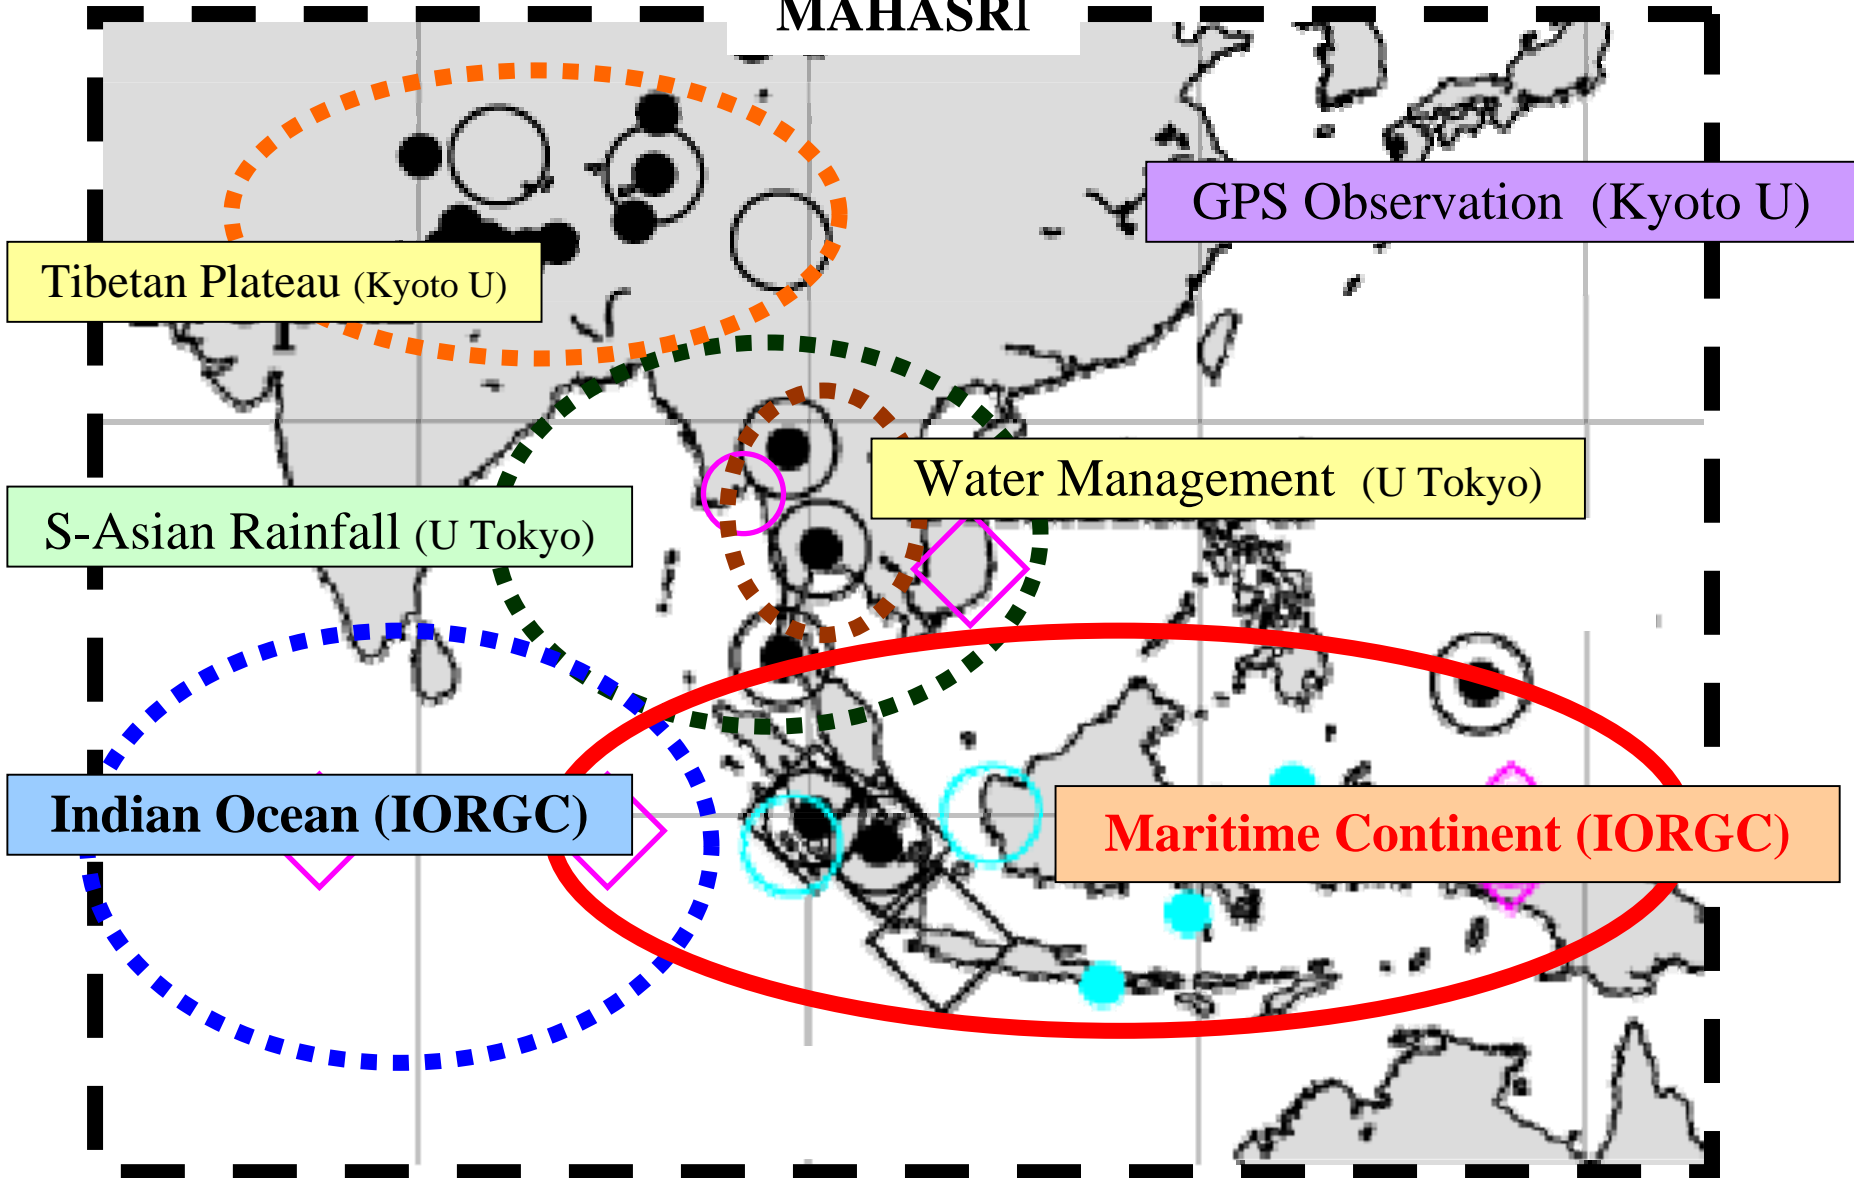 MAHASRI
GPS Observation (Kyoto U)
Tibetan Plateau (Kyoto U)
Water Management (U Tokyo)
S-Asian Rainfall (U Tokyo)
Indian Ocean (IORGC)
Maritime Continent (IORGC)